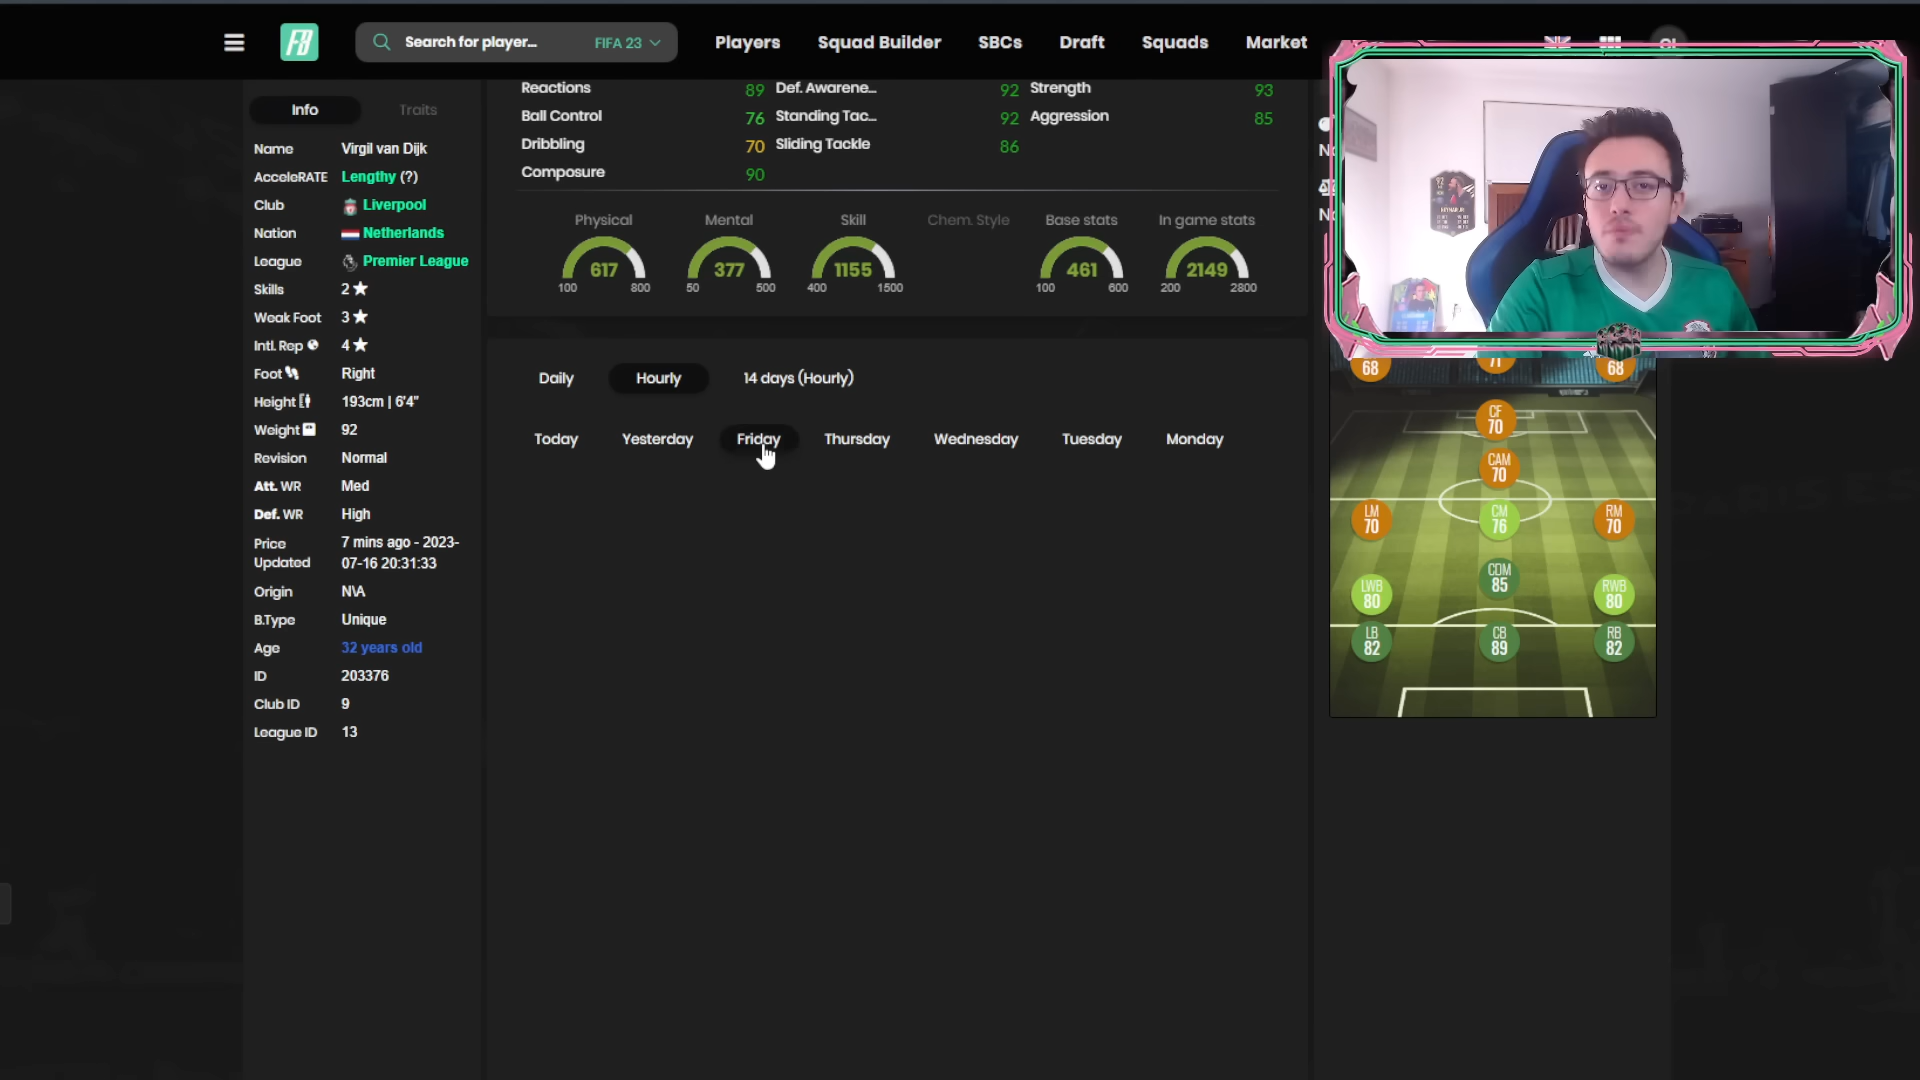 FB
Search for player...
FIFA 23
Players
Squad Builder
SBCs
Draft
Squads
Market
Info
Traits
Name Virgil van Dijk
AcceleRATE Lengthy (?)
Club Liverpool
Nation Netherlands
League Premier League
Skills 2
Weak Foot 3
Intl. Rep 4
Foot Right
Height 193cm | 6'4"
Weight 92
Revision Normal
Att. WR Med
Def. WR High
Price Updated 7 mins ago - 2023-
07-16 20:31:33
Origin N\A
B.Type Unique
Age 32 years old
ID 203376
Club ID 9
League ID 13
Reactions 89 Def. Awarene... 92 Strength 93
Ball Control 76 Standing Tac... 92 Aggression 85
Dribbling 70 Sliding Tackle 86
Composure 90
Physical Mental Skill Chem. Style Base stats In game stats
617 377 1155 461 2149
100 800 50 500 400 1500 100 600 200 2800
Daily Hourly 14 days (Hourly)
Today Yesterday Friday Thursday Wednesday Tuesday Monday
68 71 68
CF
70
CAM
70
LM CM RM
70 76 70
CDM
85
LWB RWB
80 80
LB CB RB
82 89 82